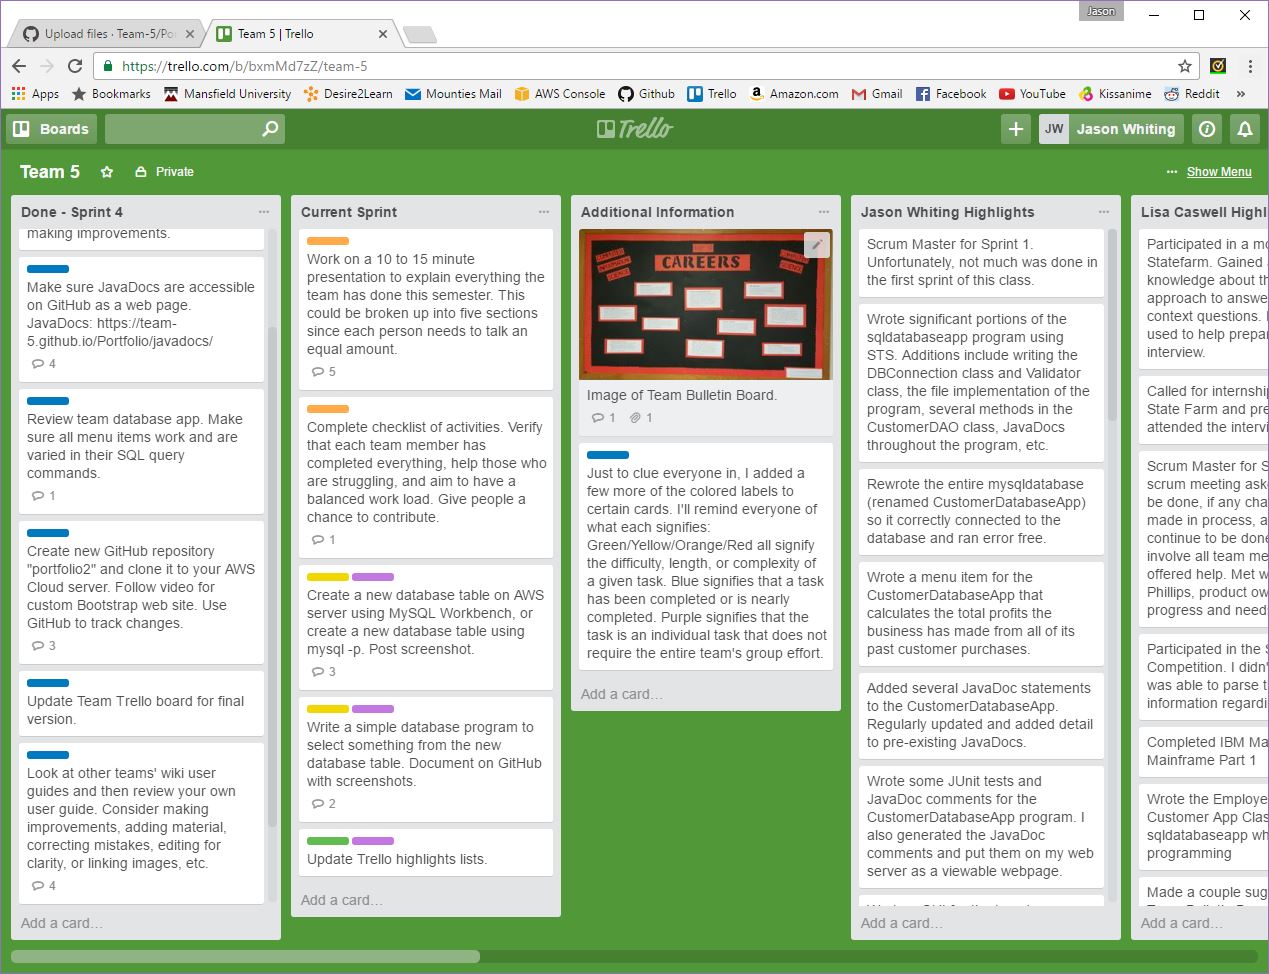 Jason
Upload files · Team-5/Po
Team 5 | Trello
https://trello.com/b/bxmMd7zZ/team-5
Apps
Bookmarks
Mansfield University
Desire2Learn
Mounties Mail
AWS Console
Github
Trello
Amazon.com
Gmail
Facebook
YouTube
Kissanime
Reddit
»
Boards
Trello
JW
Jason Whiting
Team 5
Private
Show Menu
Done - Sprint 4
making improvements.
Make sure JavaDocs are accessible
on GitHub as a web page.
JavaDocs: https://team-
5.github.io/Portfolio/javadocs/
4
Review team database app. Make
sure all menu items work and are
varied in their SQL query
commands.
1
Create new GitHub repository
"portfolio2" and clone it to your AWS
Cloud server. Follow video for
custom Bootstrap web site. Use
GitHub to track changes.
3
Update Team Trello board for final
version.
Look at other teams' wiki user
guides and then review your own
user guide. Consider making
improvements, adding material,
correcting mistakes, editing for
clarity, or linking images, etc.
4
Add a card…
Current Sprint
Work on a 10 to 15 minute
presentation to explain everything the
team has done this semester. This
could be broken up into five sections
since each person needs to talk an
equal amount.
5
Complete checklist of activities. Verify
that each team member has
completed everything, help those who
are struggling, and aim to have a
balanced work load. Give people a
chance to contribute.
1
Create a new database table on AWS
server using MySQL Workbench, or
create a new database table using
mysql -p. Post screenshot.
3
Write a simple database program to
select something from the new
database table. Document on GitHub
with screenshots.
2
Update Trello highlights lists.
Add a card…
Additional Information
CAREERS
Image of Team Bulletin Board.
1
1
Just to clue everyone in, I added a
few more of the colored labels to
certain cards. I'll remind everyone of
what each signifies:
Green/Yellow/Orange/Red all signify
the difficulty, length, or complexity of
a given task. Blue signifies that a task
has been completed or is nearly
completed. Purple signifies that the
task is an individual task that does not
require the entire team's group effort.
Add a card…
Jason Whiting Highlights
Scrum Master for Sprint 1.
Unfortunately, not much was done in
the first sprint of this class.
Wrote significant portions of the
sqldatabaseapp program using
STS. Additions include writing the
DBConnection class and Validator
class, the file implementation of the
program, several methods in the
CustomerDAO class, JavaDocs
throughout the program, etc.
Rewrote the entire mysqldatabase
(renamed CustomerDatabaseApp)
so it correctly connected to the
database and ran error free.
Wrote a menu item for the
CustomerDatabaseApp that
calculates the total profits the
business has made from all of its
past customer purchases.
Added several JavaDoc statements
to the CustomerDatabaseApp.
Regularly updated and added detail
to pre-existing JavaDocs.
Wrote some JUnit tests and
JavaDoc comments for the
CustomerDatabaseApp program. I
also generated the JavaDoc
comments and put them on my web
server as a viewable webpage.
Add a card…
Lisa Caswell Highl
Participated in a mo
Statefarm. Gained
knowledge about th
approach to answe
context questions. I
used to help prepa
interview.
Called for internshi
State Farm and pre
attended the intervi
Scrum Master for S
scrum meeting ask
be done, if any cha
made in process, a
continue to be done
involve all team me
offered help. Met w
Phillips, product ow
progress and need
Participated in the S
Competition. I didn'
was able to parse t
information regardi
Completed IBM Ma
Mainframe Part 1
Wrote the Employe
Customer App Clas
sqldatabaseapp wh
programming
Made a couple sug
Add a card…